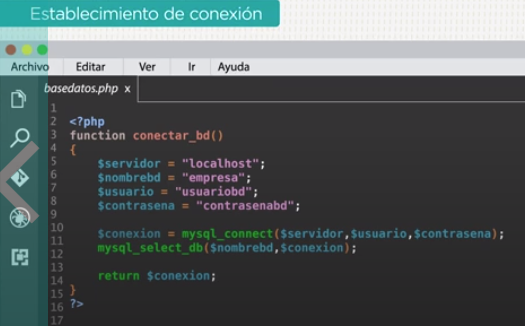 Establecimiento de conexión
Archivo Editar Ver Ir Ayuda
basedatos.php x
1
2 <?php
3 function conectar_bd()
4 {
5 $servidor = "localhost";
6 $nombrebd = "empresa";
7 $usuario = "usuariobd";
8 $contrasena = "contrasenabd";
9
10 $conexion = mysql_connect($servidor,$usuario,$contrasena);
11 mysql_select_db($nombrebd,$conexion);
12
13 return $conexion;
14
15 }
16 ?>
17